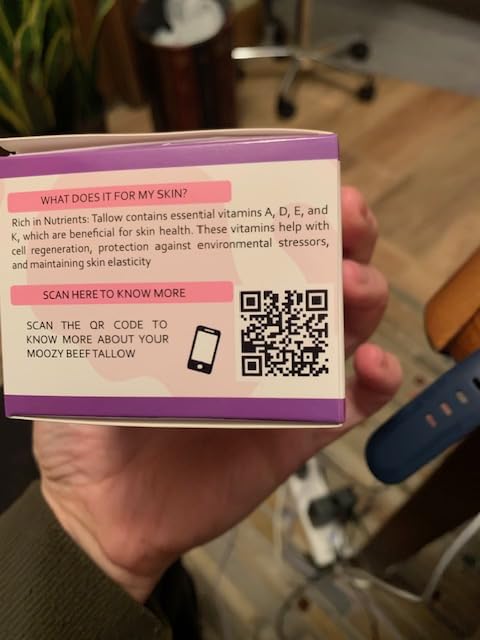 WHAT DOES IT FOR MY SKIN?
Rich in Nutrients: Tallow contains essential vitamins A, D, E, and
K, which are beneficial for skin health. These vitamins help with
cell regeneration, protection against environmental stressors,
and maintaining skin elasticity
SCAN HERE TO KNOW MORE
SCAN THE QR CODE TO
KNOW MORE ABOUT YOUR
MOOZY BEEF TALLOW